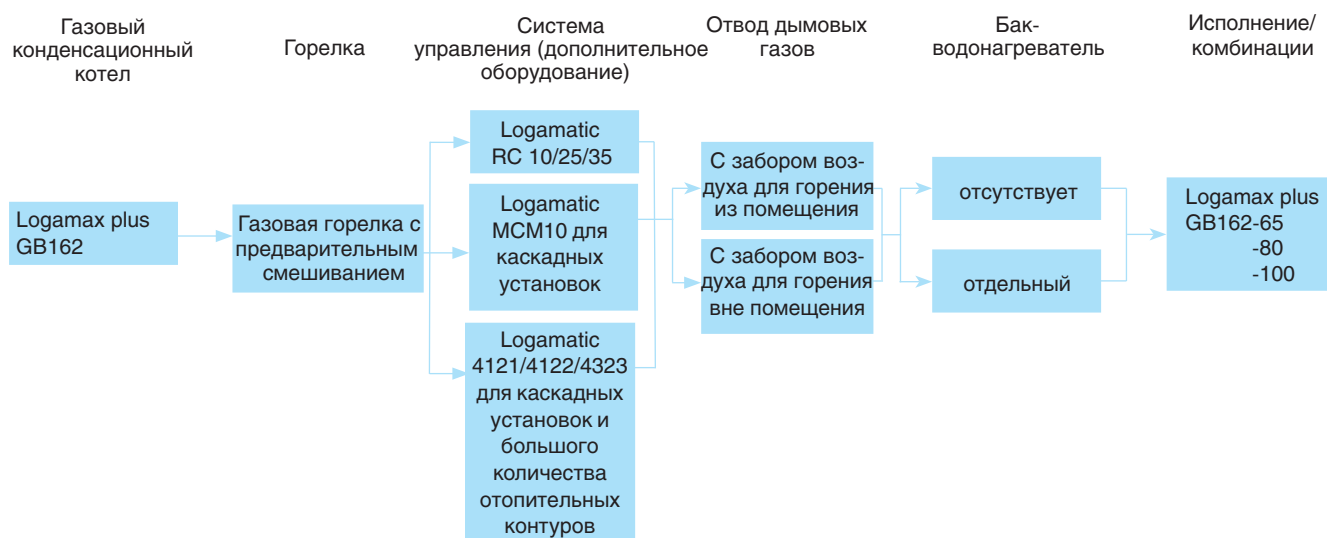 Газовый
конденсационный
котел
Горелка
Система
управления (дополнительное
оборудование)
Отвод дымовых
газов
Бак-
водонагреватель
Исполнение/
комбинации
Logamax plus
GB162
Газовая горелка с
предварительным
смешиванием
Logamatic
RC 10/25/35
Logamatic
MCM10 для
каскадных
установок
Logamatic
4121/4122/4323
для каскадных
установок и
большого
количества
отопительных
контуров
С забором воз-
духа для горения
из помещения
С забором воз-
духа для горения
вне помещения
отсутствует
отдельный
Logamax plus
GB162-65
-80
-100